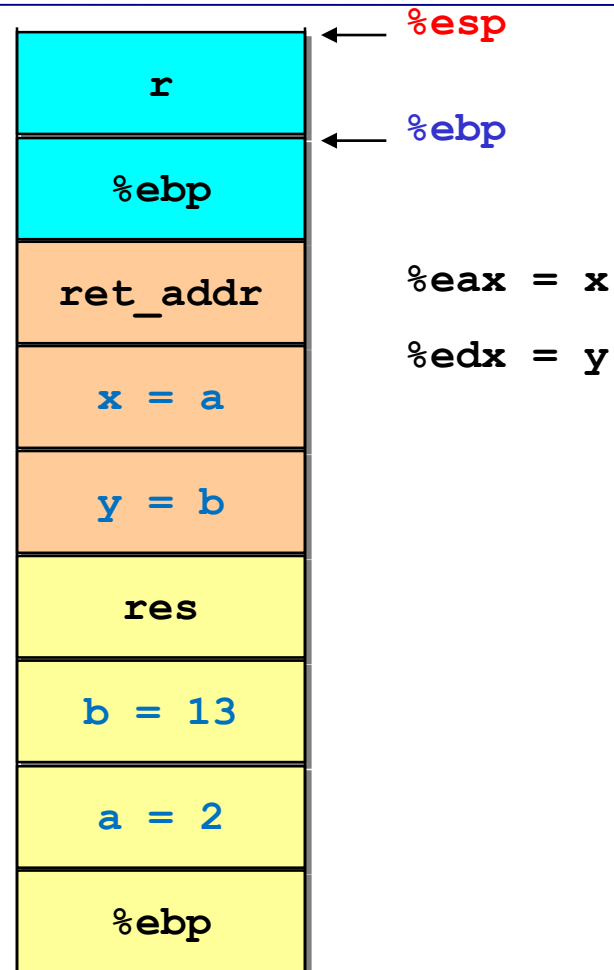 %esp
r
%ebp
%ebp
ret_addr
%eax = x
%edx = y
x = a
y = b
res
b = 13
a = 2
%ebp